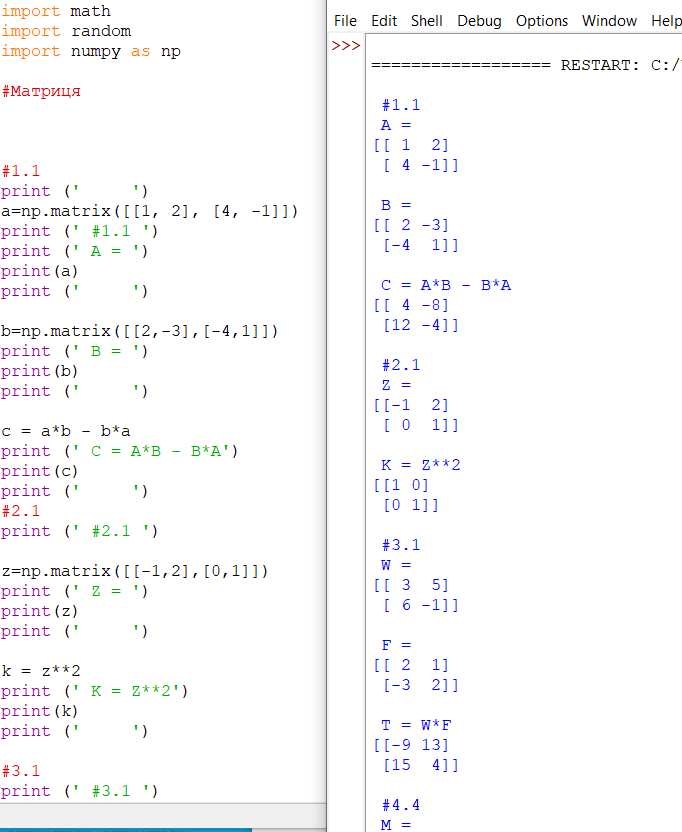 import math
import random
import numpy as np
#Матриця
#1.1
print ('     ')
a=np.matrix([[1, 2], [4, -1]])
print (' #1.1 ')
print (' A = ')
print(a)
print ('     ')
b=np.matrix([[2,-3],[-4,1]])
print (' B = ')
print(b)
print ('     ')
c = a*b - b*a
print (' C = A*B - B*A')
print(c)
print ('     ')
#2.1
print (' #2.1 ')
z=np.matrix([[-1,2],[0,1]])
print (' Z = ')
print(z)
print ('     ')
k = z**2
print (' K = Z**2')
print(k)
print ('     ')
#3.1
print (' #3.1 ')
File Edit Shell Debug Options Window Help
>>>
================== RESTART: C:/
#1.1
A =
[[ 1  2]
 [ 4 -1]]
B =
[[ 2 -3]
 [-4  1]]
C = A*B - B*A
[[ 4 -8]
 [12 -4]]
#2.1
Z =
[[-1  2]
 [ 0  1]]
K = Z**2
[[1 0]
 [0 1]]
#3.1
W =
[[ 3  5]
 [ 6 -1]]
F =
[[ 2  1]
 [-3  2]]
T = W*F
[[-9 13]
 [15  4]]
#4.4
M =